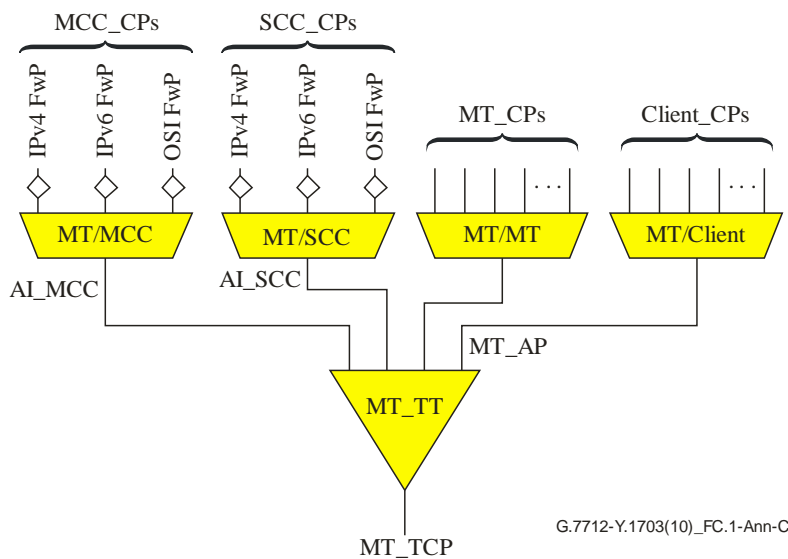 MCC_CPs
SCC_CPs
IPv4 FwP
IPv6 FwP
OSI FwP
IPv4 FwP
IPv6 FwP
OSI FwP
MT_CPs
Client_CPs
...
...
MT/MCC
MT/SCC
MT/MT
MT/Client
AI_MCC
AI_SCC
MT_AP
MT_TT
MT_TCP
G.7712-Y.1703(10)_FC.1-Ann-C